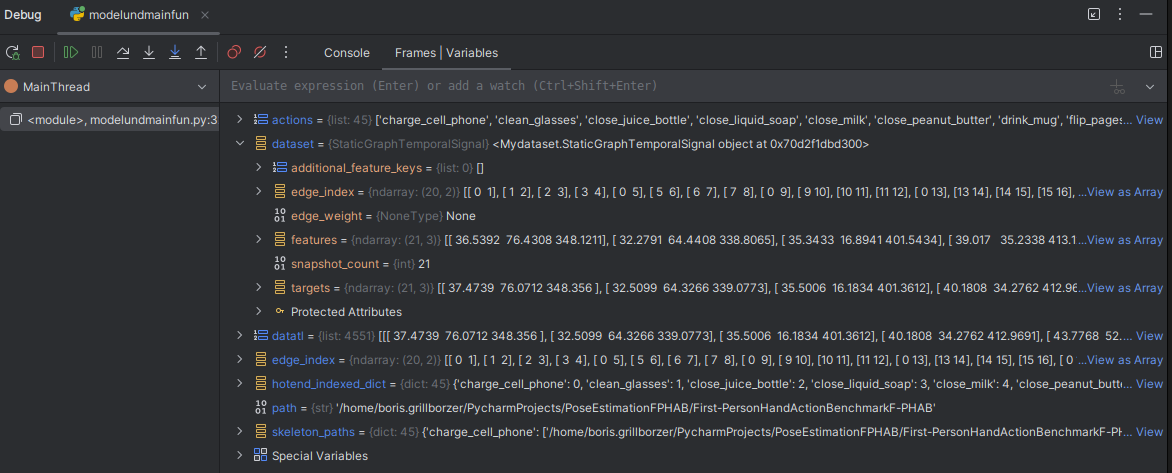 Debug modelundmainfun
Console Frames | Variables
MainThread
Evaluate expression (Enter) or add a watch (Ctrl+Shift+Enter)
<module>, modelundmainfun.py:3
actions = {list: 45} ['charge_cell_phone', 'clean_glasses', 'close_juice_bottle', 'close_liquid_soap', 'close_milk', 'close_peanut_butter', 'drink_mug', 'flip_pages ... View
dataset = {StaticGraphTemporalSignal} <Mydataset.StaticGraphTemporalSignal object at 0x70d2f1dbd300>
additional_feature_keys = {list: 0} []
edge_index = {ndarray: (20, 2)} [[ 0 1], [ 1 2], [ 2 3], [ 3 4], [ 0 5], [ 5 6], [ 6 7], [ 7 8], [ 0 9], [ 9 10], [10 11], [11 12], [ 0 13], [13 14], [14 15], [15 16], ...View as Array
edge_weight = {NoneType} None
features = {ndarray: (21, 3)} [[ 36.5392 76.4308 348.1211], [ 32.2791 64.4408 338.8065], [ 35.3433 16.8941 401.5434], [ 39.017 35.2338 413.1 ...View as Array
snapshot_count = {int} 21
targets = {ndarray: (21, 3)} [[ 37.4739 76.0712 348.356 ], [ 32.5099 64.3266 339.0773], [ 35.5006 16.1834 401.3612], [ 40.1808 34.2762 412.96 ...View as Array
Protected Attributes
datatl = {list: 4551} [[[ 37.4739 76.0712 348.356 ], [ 32.5099 64.3266 339.0773], [ 35.5006 16.1834 401.3612], [ 40.1808 34.2762 412.9691], [ 43.7768 52. ... View
edge_index = {ndarray: (20, 2)} [[ 0 1], [ 1 2], [ 2 3], [ 3 4], [ 0 5], [ 5 6], [ 6 7], [ 7 8], [ 0 9], [ 9 10], [10 11], [11 12], [ 0 13], [13 14], [14 15], [15 16], [ 0 ...View as Array
hotend_indexed_dict = {dict: 45} {'charge_cell_phone': 0, 'clean_glasses': 1, 'close_juice_bottle': 2, 'close_liquid_soap': 3, 'close_milk': 4, 'close_peanut_butte ... View
path = {str} '/home/boris.grillborzer/PycharmProjects/PoseEstimationFPHAB/First-PersonHandActionBenchmarkF-PHAB'
skeleton_paths = {dict: 45} {'charge_cell_phone': ['/home/boris.grillborzer/PycharmProjects/PoseEstimationFPHAB/First-PersonHandActionBenchmarkF-PH ... View
Special Variables